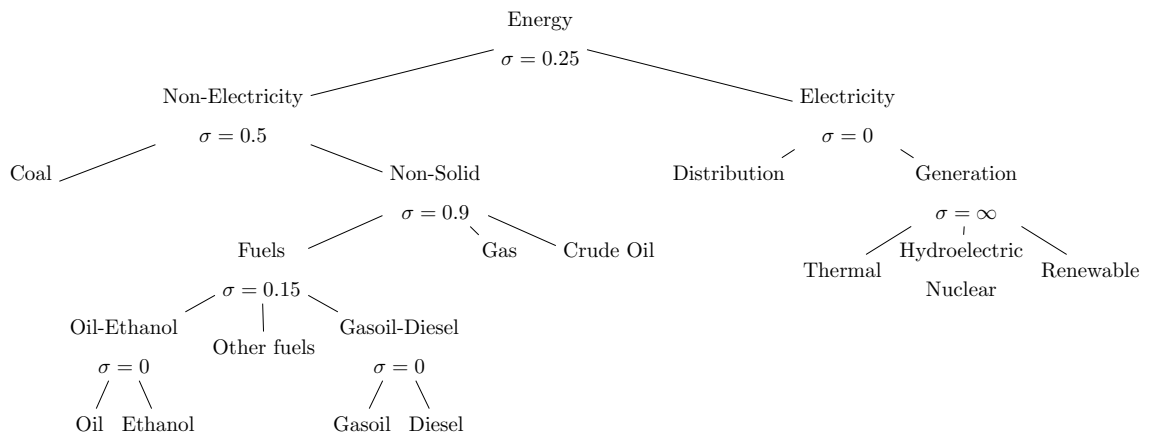 Energy
σ = 0.25
Non-Electricity
Electricity
σ = 0.5
σ = 0
Coal
Non-Solid
Distribution
Generation
σ = 0.9
σ = ∞
Fuels
Gas
Crude Oil
Hydroelectric
Thermal
Renewable
σ = 0.15
Nuclear
Oil-Ethanol
Gasoil-Diesel
Other fuels
σ = 0
σ = 0
Oil
Ethanol
Gasoil
Diesel